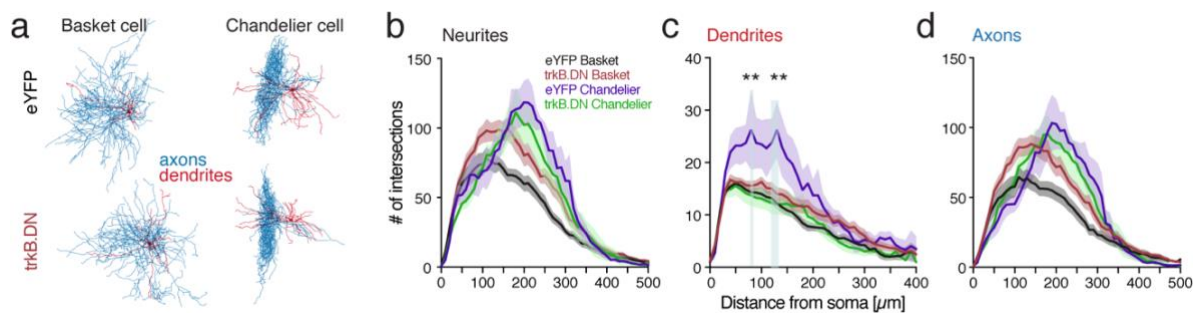 a
Basket cell
Chandelier cell
eYFP
trkB.DN
axons
dendrites
b
Neurites
# of intersections
150
100
50
0
0 100 200 300 400 500
eYFP Basket
trkB.DN Basket
eYFP Chandelier
trkB.DN Chandelier
c
Dendrites
** **
40
30
20
10
0
0 100 200 300 400
Distance from soma [µm]
d
Axons
150
100
50
0
0 100 200 300 400 500